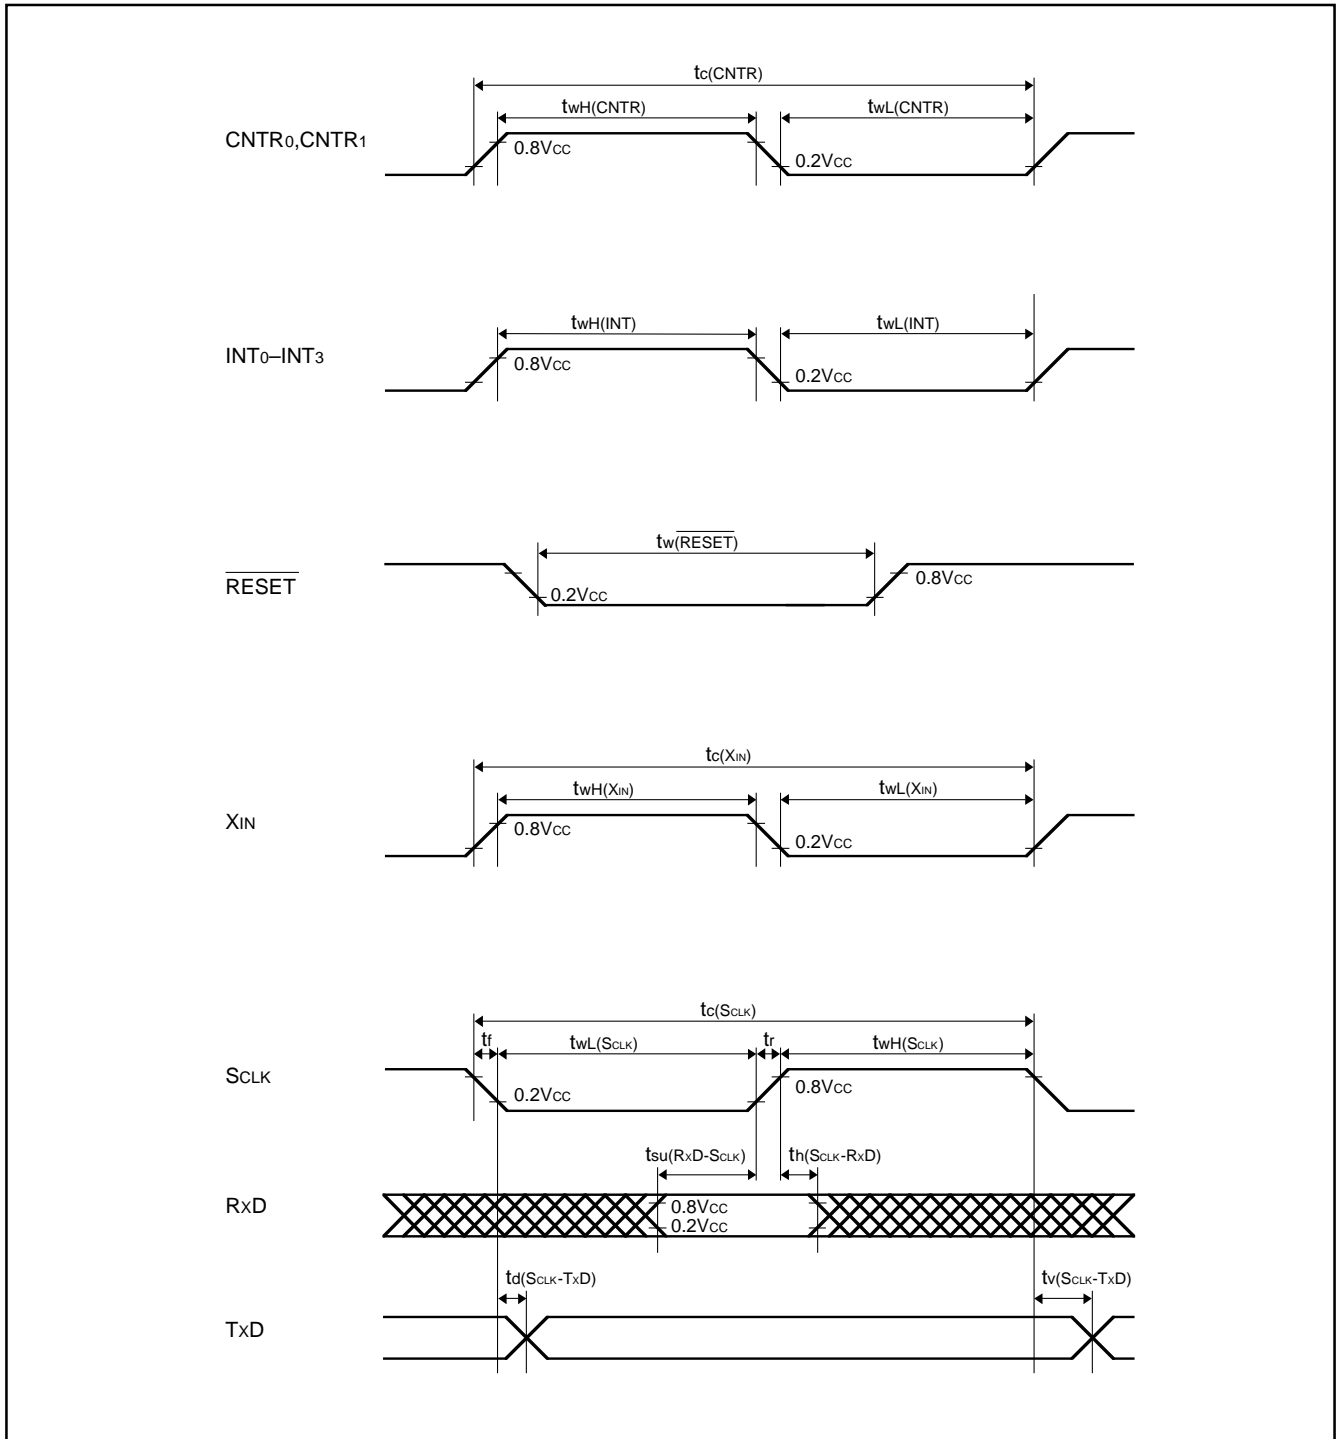 tc(CNTR)
twH(CNTR) twL(CNTR)
CNTR0,CNTR1
0.8VCC
0.2VCC
twH(INT) twL(INT)
INT0–INT3
0.8VCC
0.2VCC
tw(RESET)
RESET
0.8VCC
0.2VCC
tc(XIN)
twH(XIN) twL(XIN)
XIN
0.8VCC
0.2VCC
tc(SCLK)
tf twL(SCLK) tr twH(SCLK)
SCLK
0.2VCC 0.8VCC
tsu(RXD-SCLK) th(SCLK-RXD)
RXD
0.8VCC
0.2VCC
td(SCLK-TXD) tv(SCLK-TXD)
TXD